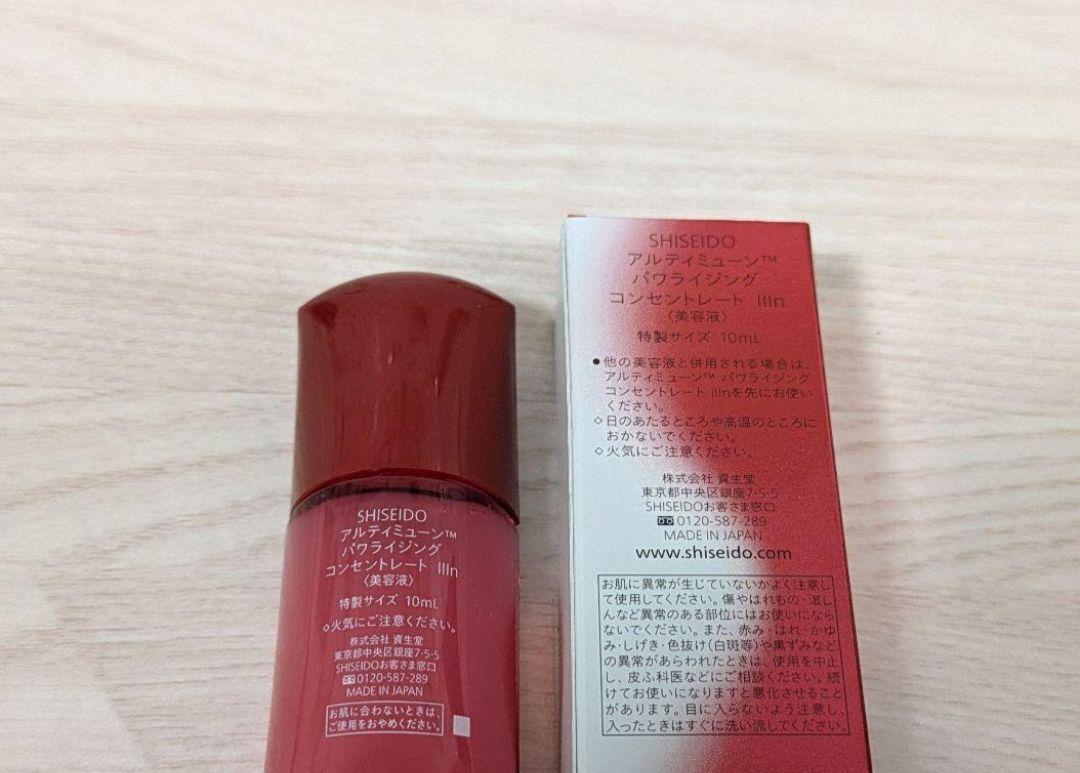 SHISEIDO
アルティミューン™
パワライジング
コンセントレート IIIn
〈美容液〉
特製サイズ 10mL
◇火気にご注意ください。
株式会社 資生堂
東京都中央区銀座7-5-5
SHISEIDOお客さま窓口
0120-587-289
MADE IN JAPAN
お肌に合わないときは、
ご使用をおやめください。
SHISEIDO
アルティミューン™
パワライジング
コンセントレート IIIn
〈美容液〉
特製サイズ 10mL
●他の美容液と併用される場合は、
アルティミューン™ パワライジング
コンセントレート IIInを先にお使い
ください。
◇日のあたるところや高温のところに
おかないでください。
◇火気にご注意ください。
株式会社 資生堂
東京都中央区銀座7-5-5
SHISEIDOお客さま窓口
0120-587-289
MADE IN JAPAN
www.shiseido.com
お肌に異常が生じていないかよく注意し
て使用してください。傷やはれもの・湿し
んなど異常のある部位にはお使いになら
ないでください。また、赤み・はれ・かゆ
み・しげき・色抜け(白斑等)や黒ずみなど
の異常があらわれたときは、使用を中止
し、皮ふ科医などにご相談ください。続
けてお使いになりますと悪化させること
があります。目に入らないよう注意し、
入ったときはすぐに洗い流してください。